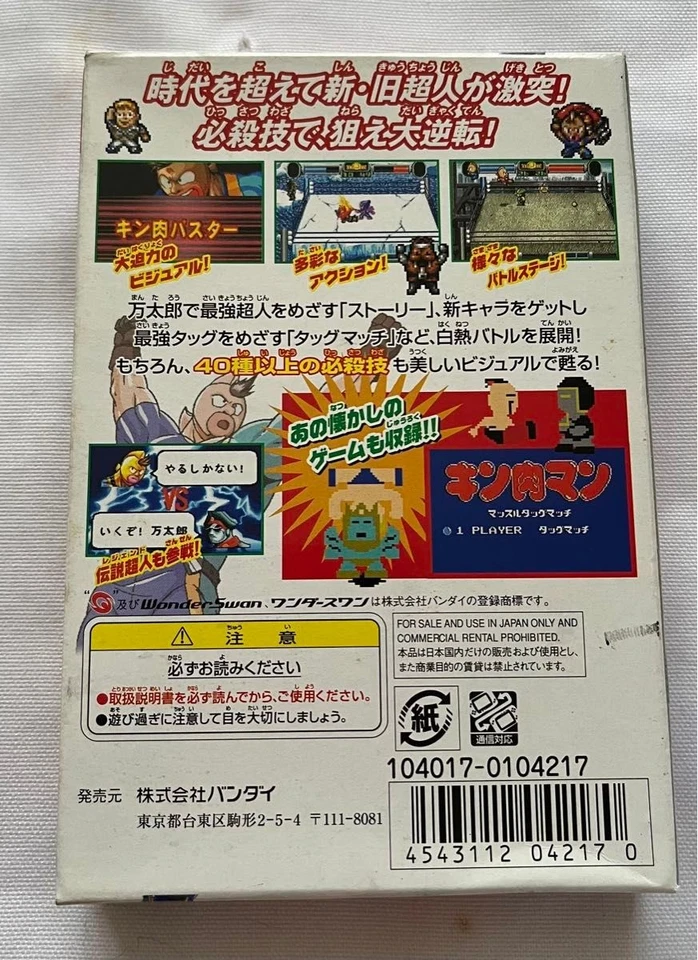 時代を超えて新・旧超人が激突!
必殺技で、狙え大逆転!
キン肉バスター
大迫力の
ビジュアル!
多彩な
アクション!
様々な
バトルステージ!
万太郎で最強超人をめざす「ストーリー」、新キャラをゲットし
最強タッグをめざす「タッグマッチ」など、白熱バトルを展開!
もちろん、40種以上の必殺技も美しいビジュアルで甦る!
あの懐かしの
ゲームも収録!!
やるしかない!
VS
いくぞ! 万太郎
伝説超人も参戦!
キン肉マン
マッスルタッグマッチ
1 PLAYER タッグマッチ
"及びWonderSwan、ワンダースワンは株式会社バンダイの登録商標です。
注意
必ずお読みください
●取扱説明書を必ず読んでから、ご使用ください。
●遊び過ぎに注意して目を大切にしましょう。
FOR SALE AND USE IN JAPAN ONLY AND
COMMERCIAL RENTAL PROHIBITED.
本品は日本国内だけの販売および使用とし、
また商業目的の賃貸は禁止されています。
紙
通信対応
104017-0104217
発売元 株式会社バンダイ
東京都台東区駒形2-5-4 〒111-8081
4543112 04217 0